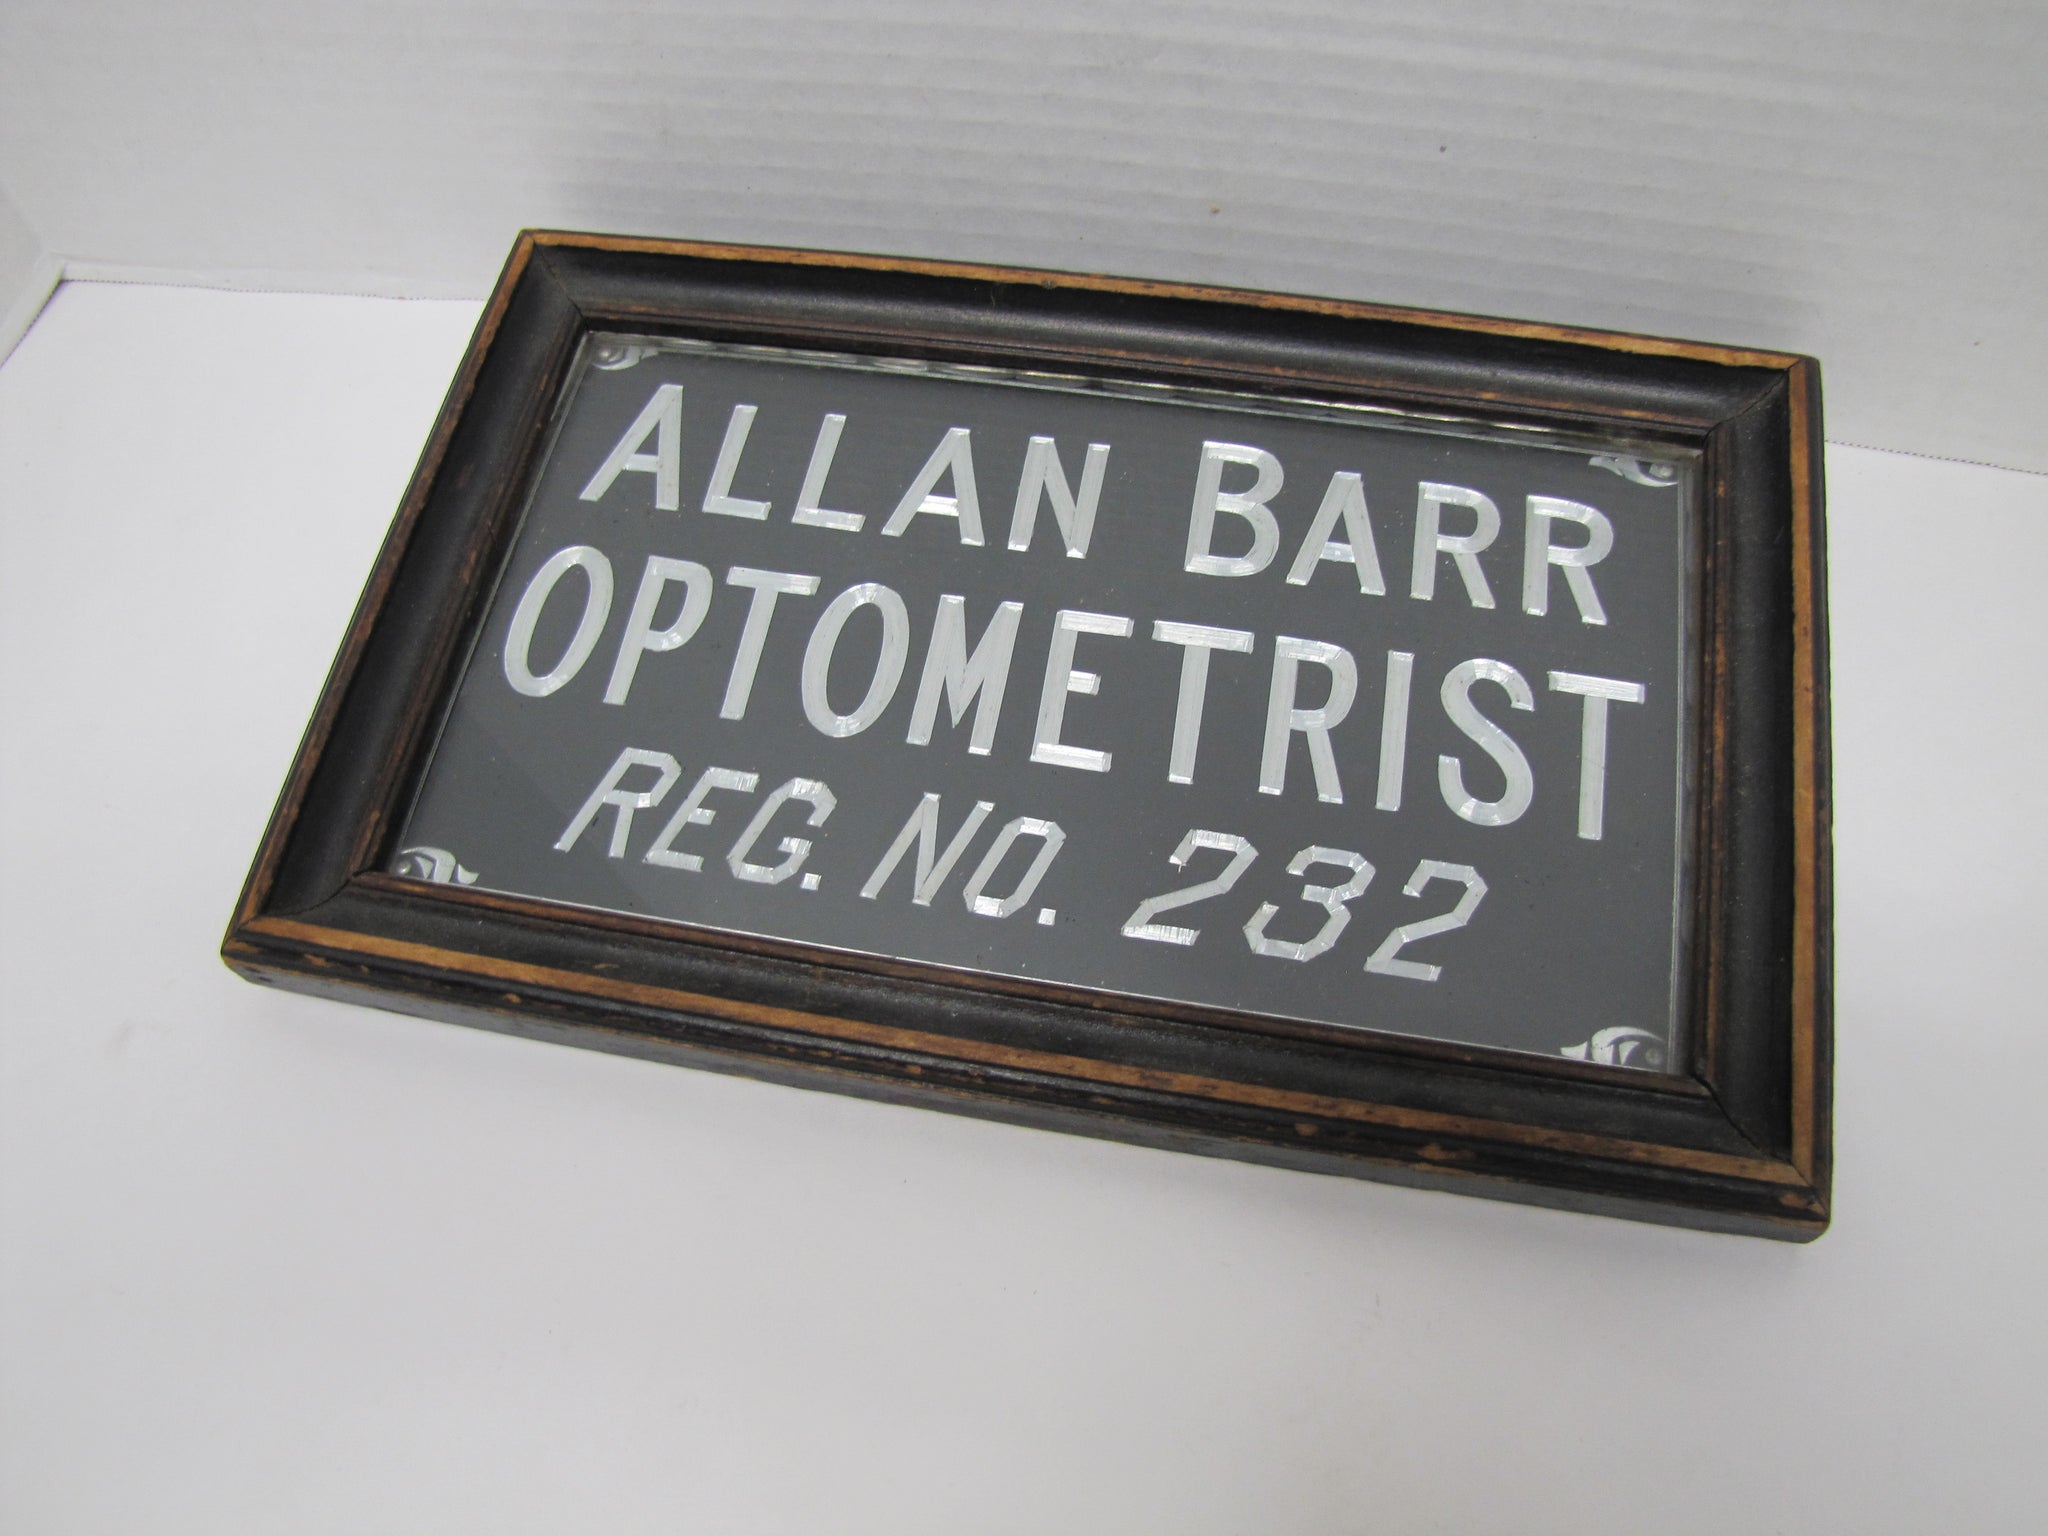 ALLAN BARR
OPTOMETRIST
REG. NO. 232